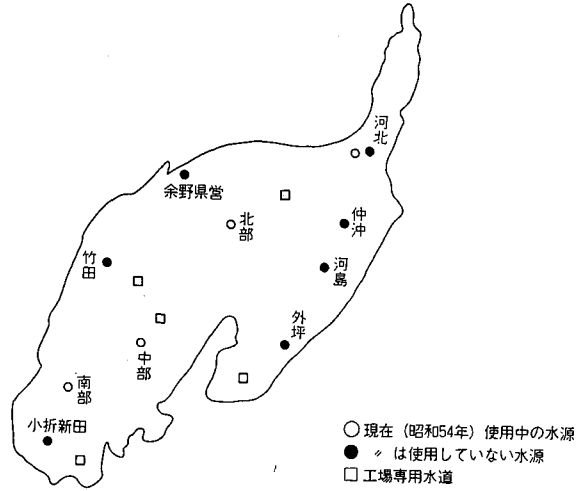 河北
余野県営
北部
仲沖
竹田
河島
外坪
中部
南部
小折新田
○現在（昭和54年）使用中の水源
●　〃　は使用していない水源
□工場専用水道